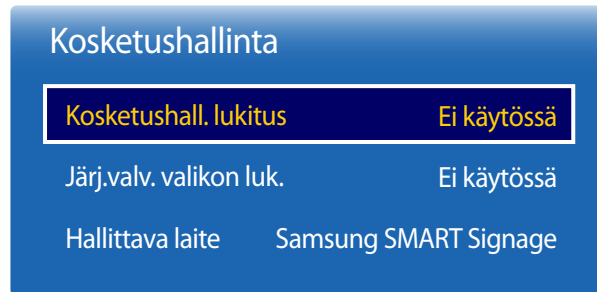 Kosketushallinta
Kosketushall. lukitus Ei käytössä
Järj.valv. valikon luk. Ei käytössä
Hallittava laite Samsung SMART Signage